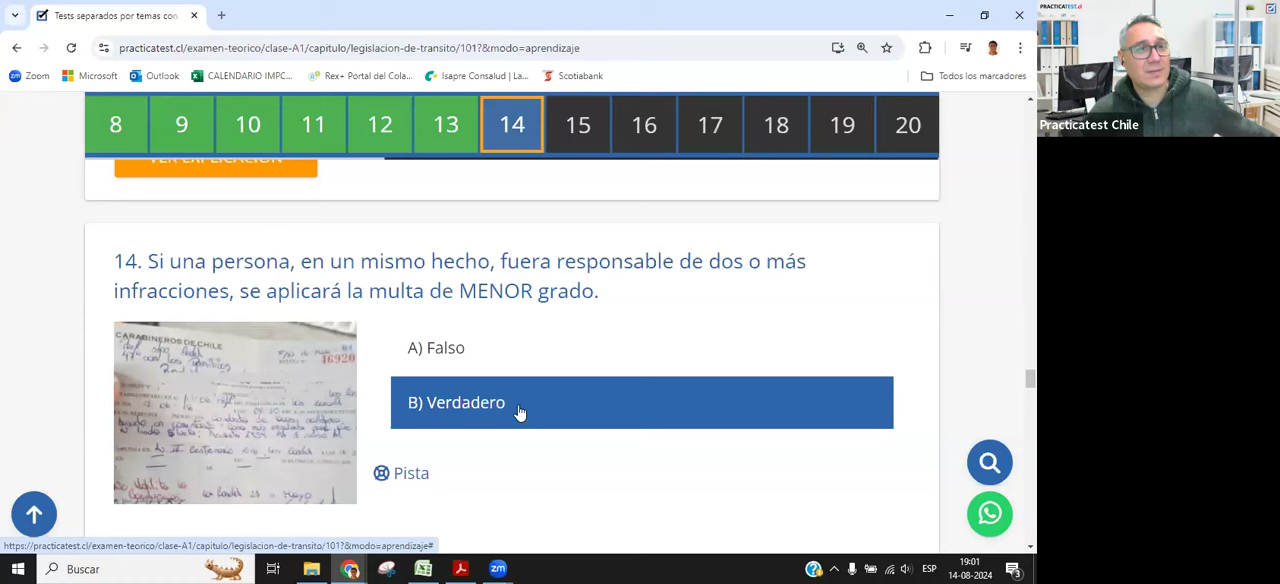 Tests separados por temas con
practicatest.cl/examen-teorico/clase-A1/capitulo/legislacion-de-transito/101?&modo=aprendizaje
Zoom
Microsoft
Outlook
CALENDARIO IMPC...
Rex+ Portal del Cola...
Isapre Consalud | La...
Scotiabank
Todos los marcadores
PRACTICATEST.cl
Practicatest Chile
8 9 10 11 12 13 14 15 16 17 18 19 20
VER EXPLICACIÓN
14. Si una persona, en un mismo hecho, fuera responsable de dos o más
infracciones, se aplicará la multa de MENOR grado.
CARABINEROS DE CHILE
16920
A) Falso
B) Verdadero
Pista
https://practicatest.cl/examen-teorico/clase-A1/capitulo/legislacion-de-transito/101?&modo=aprendizaje#
Buscar
ESP
19:01
14-08-2024
3